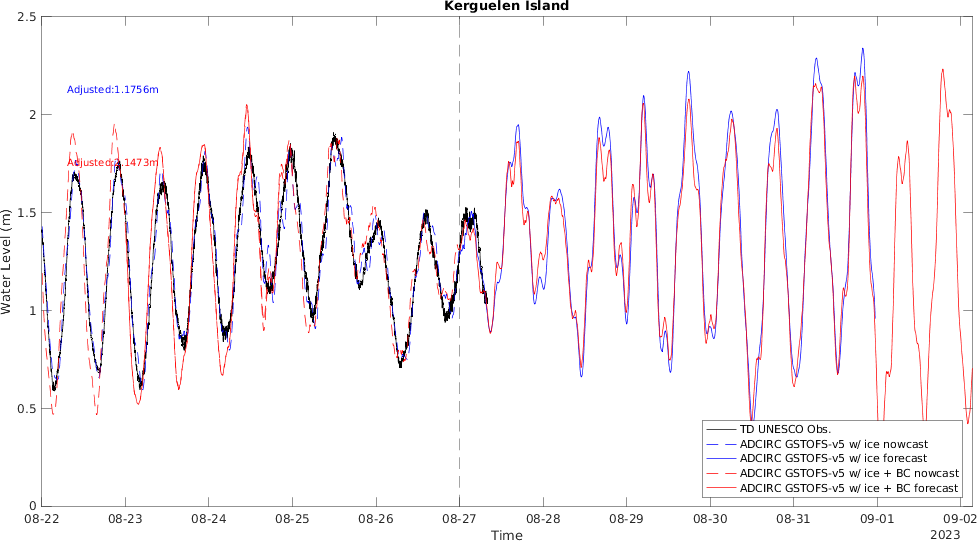 Kerguelen Island
2.5
2
1.5
1
0.5
0
Water Level (m)
Adjusted:1.1756m
Adjusted:1.1473m
TD UNESCO Obs.
ADCIRC GSTOFS-v5 w/ ice nowcast
ADCIRC GSTOFS-v5 w/ ice forecast
ADCIRC GSTOFS-v5 w/ ice + BC nowcast
ADCIRC GSTOFS-v5 w/ ice + BC forecast
08-22 08-23 08-24 08-25 08-26 08-27 08-28 08-29 08-30 08-31 09-01 09-02
Time
2023